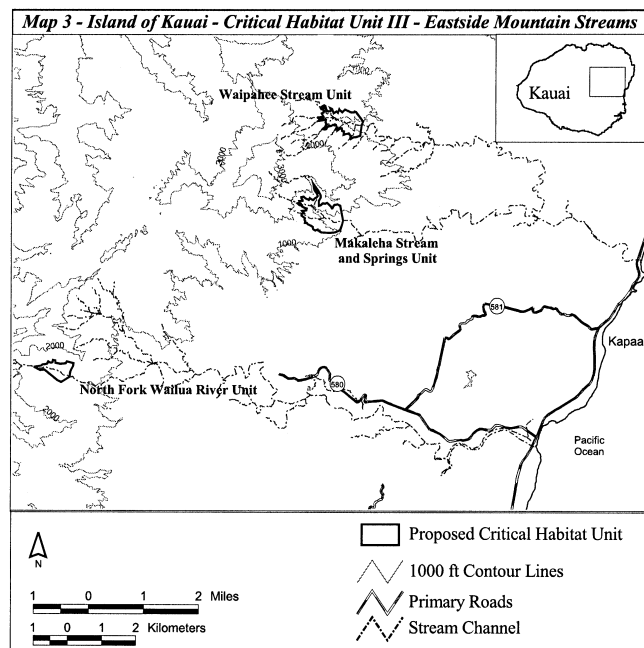 Map 3 - Island of Kauai - Critical Habitat Unit III - Eastside Mountain Streams
Kauai
Waipahee Stream Unit
1000
2000
3000
1000
Makaleha Stream
and Springs Unit
1000
581
Kapaa
2000
North Fork Wailua River Unit
580
2000
Pacific
Ocean
N
1 0 1 2 Miles
1 0 1 2 Kilometers
Proposed Critical Habitat Unit
1000 ft Contour Lines
Primary Roads
Stream Channel